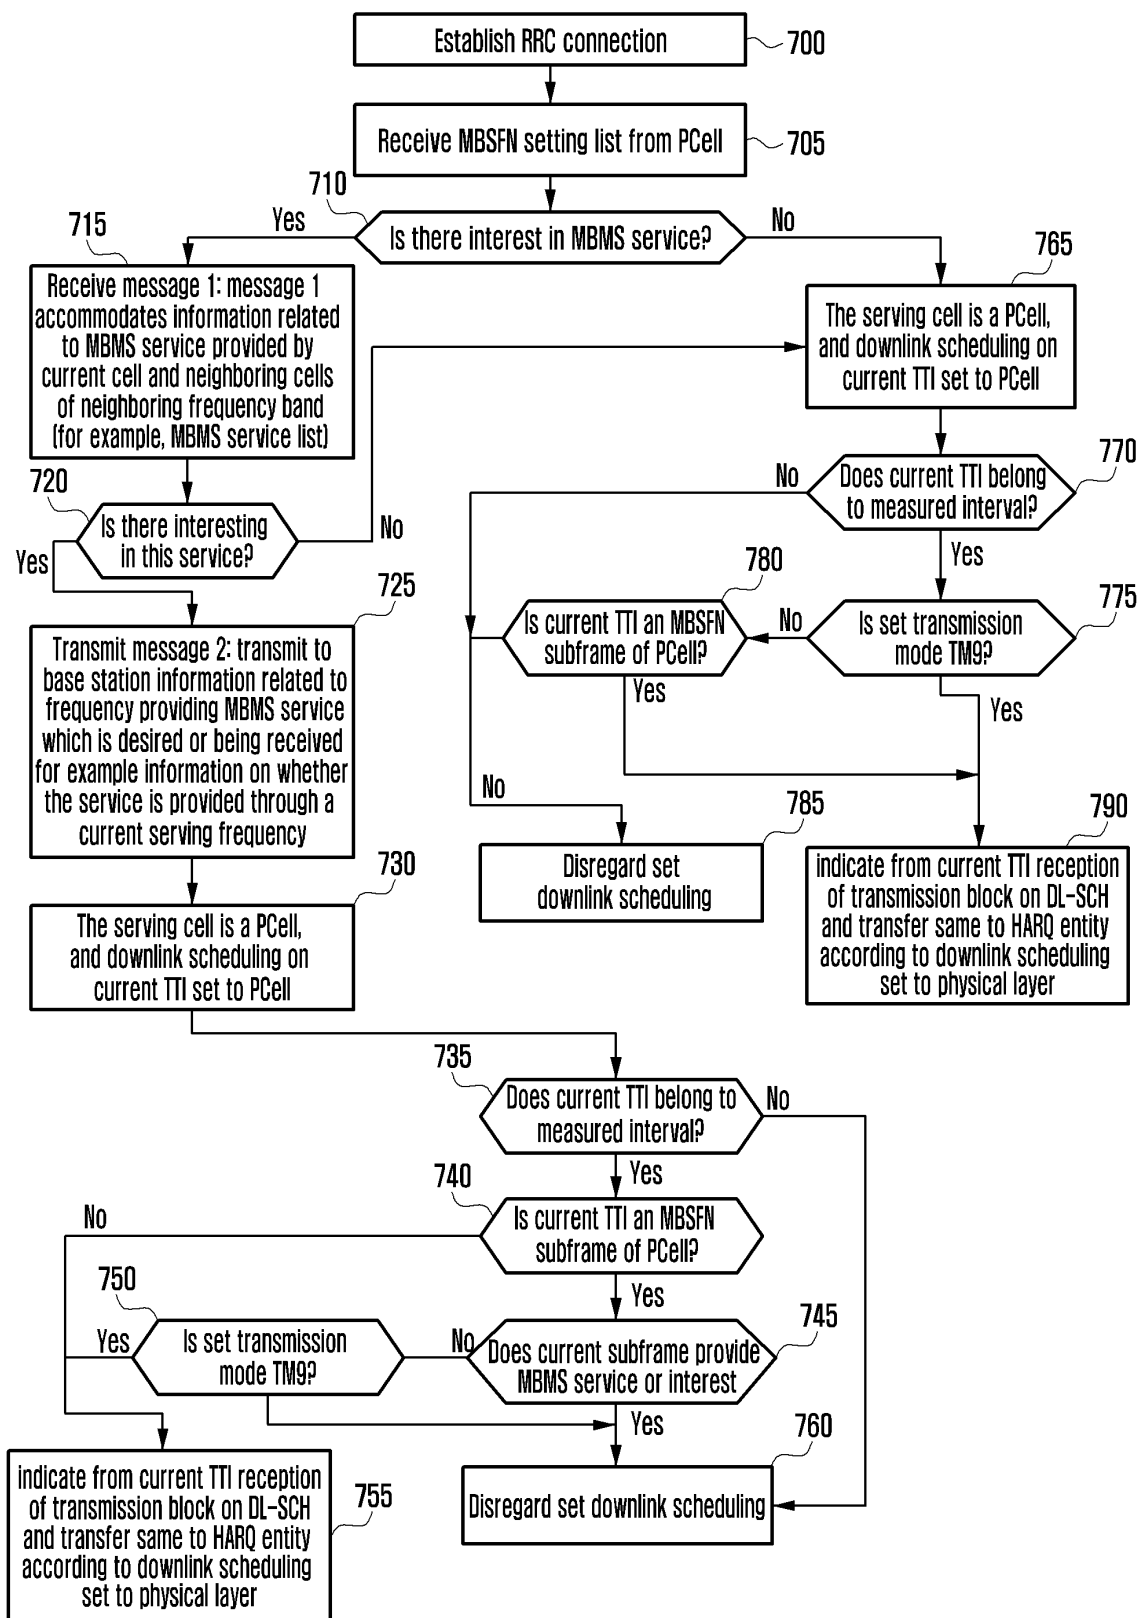 Establish RRC connection
700
Receive MBSFN setting list from PCell
705
710
Is there interest in MBMS service?
Yes
No
715
Receive message 1: message 1
accommodates information related
to MBMS service provided by
current cell and neighboring cells
of neighboring frequency band
(for example, MBMS service list)
765
The serving cell is a PCell,
and downlink scheduling on
current TTI set to PCell
720
Is there interesting
in this service?
No
Yes
770
Does current TTI belong
to measured interval?
No
Yes
725
Transmit message 2: transmit to
base station information related to
frequency providing MBMS service
which is desired or being received
for example information on whether
the service is provided through a
current serving frequency
780
Is current TTI an MBSFN
subframe of PCell?
No
Yes
775
Is set transmission
mode TM9?
Yes
No
785
Disregard set
downlink scheduling
790
indicate from current TTI reception
of transmission block on DL-SCH
and transfer same to HARQ entity
according to downlink scheduling
set to physical layer
730
The serving cell is a PCell,
and downlink scheduling on
current TTI set to PCell
735
Does current TTI belong to
measured interval?
No
Yes
740
Is current TTI an MBSFN
subframe of PCell?
No
Yes
750
Is set transmission
mode TM9?
Yes
No
745
Does current subframe provide
MBMS service or interest
Yes
760
Disregard set downlink scheduling
indicate from current TTI reception
of transmission block on DL-SCH
and transfer same to HARQ entity
according to downlink scheduling
set to physical layer
755